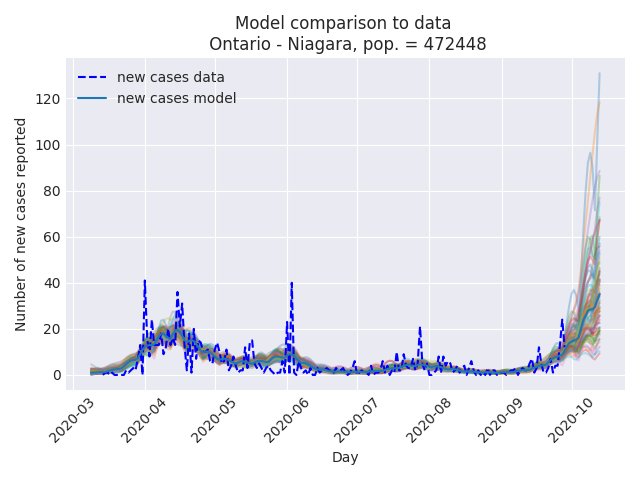 Model comparison to data
Ontario - Niagara, pop. = 472448
new cases data
new cases model
Number of new cases reported
120
100
80
60
40
20
0
2020-03
2020-04
2020-05
2020-06
2020-07
2020-08
2020-09
2020-10
Day